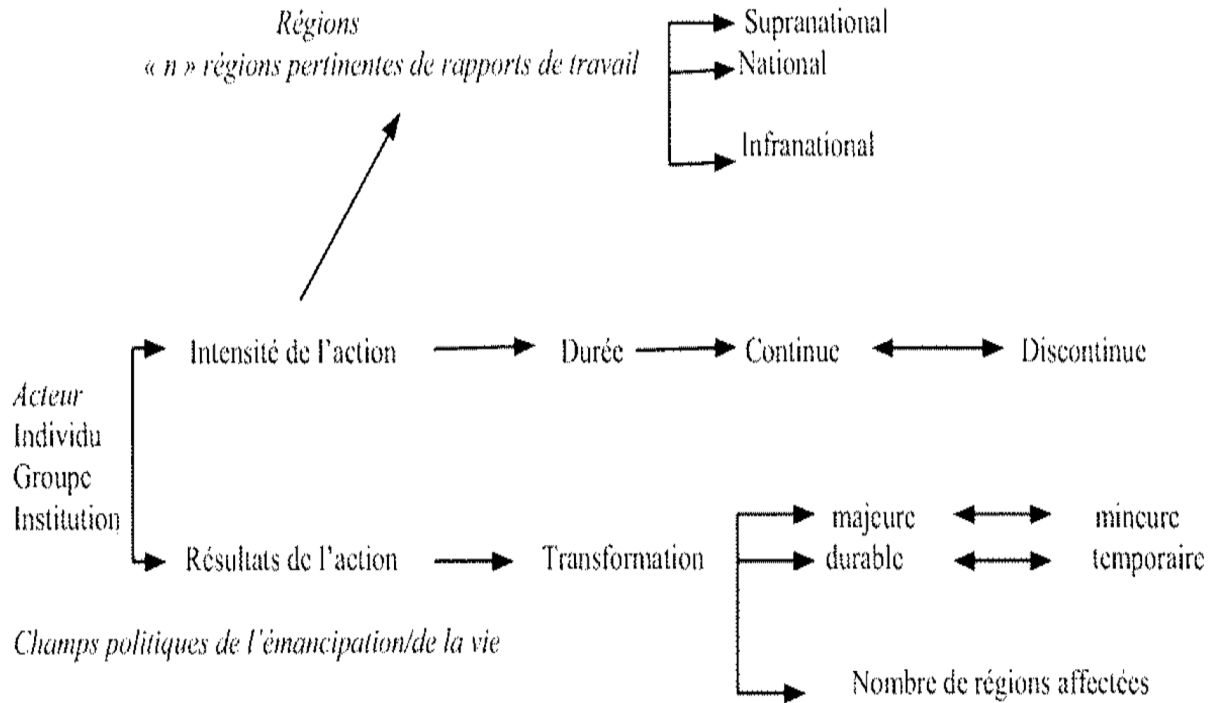 Régions
« n » régions pertinentes de rapports de travail
Supranational
National
Infranational
Intensité de l'action
Durée
Continue
Discontinue
Acteur
Individu
Groupe
Institution
Résultats de l'action
Transformation
majeure
mineure
durable
temporaire
Nombre de régions affectées
Champs politiques de l'émancipation/de la vie